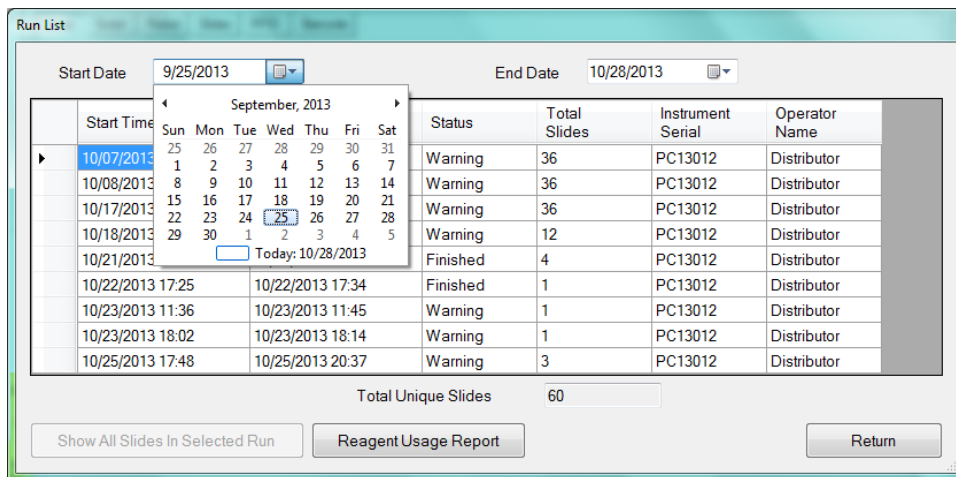 Run List
Start Date 9/25/2013 End Date 10/28/2013
September, 2013
Sun Mon Tue Wed Thu Fri Sat
25 26 27 28 29 30 31
1 2 3 4 5 6 7
8 9 10 11 12 13 14
15 16 17 18 19 20 21
22 23 24 25 26 27 28
29 30 1 2 3 4 5
Today: 10/28/2013
Start Time Status Total Slides Instrument Serial Operator Name
10/07/2013 Warning 36 PC13012 Distributor
10/08/2013 Warning 36 PC13012 Distributor
10/17/2013 Warning 36 PC13012 Distributor
10/18/2013 Warning 12 PC13012 Distributor
10/21/2013 Finished 4 PC13012 Distributor
10/22/2013 17:25 10/22/2013 17:34 Finished 1 PC13012 Distributor
10/23/2013 11:36 10/23/2013 11:45 Warning 1 PC13012 Distributor
10/23/2013 18:02 10/23/2013 18:14 Warning 1 PC13012 Distributor
10/25/2013 17:48 10/25/2013 20:37 Warning 3 PC13012 Distributor
Total Unique Slides 60
Show All Slides In Selected Run Reagent Usage Report Return